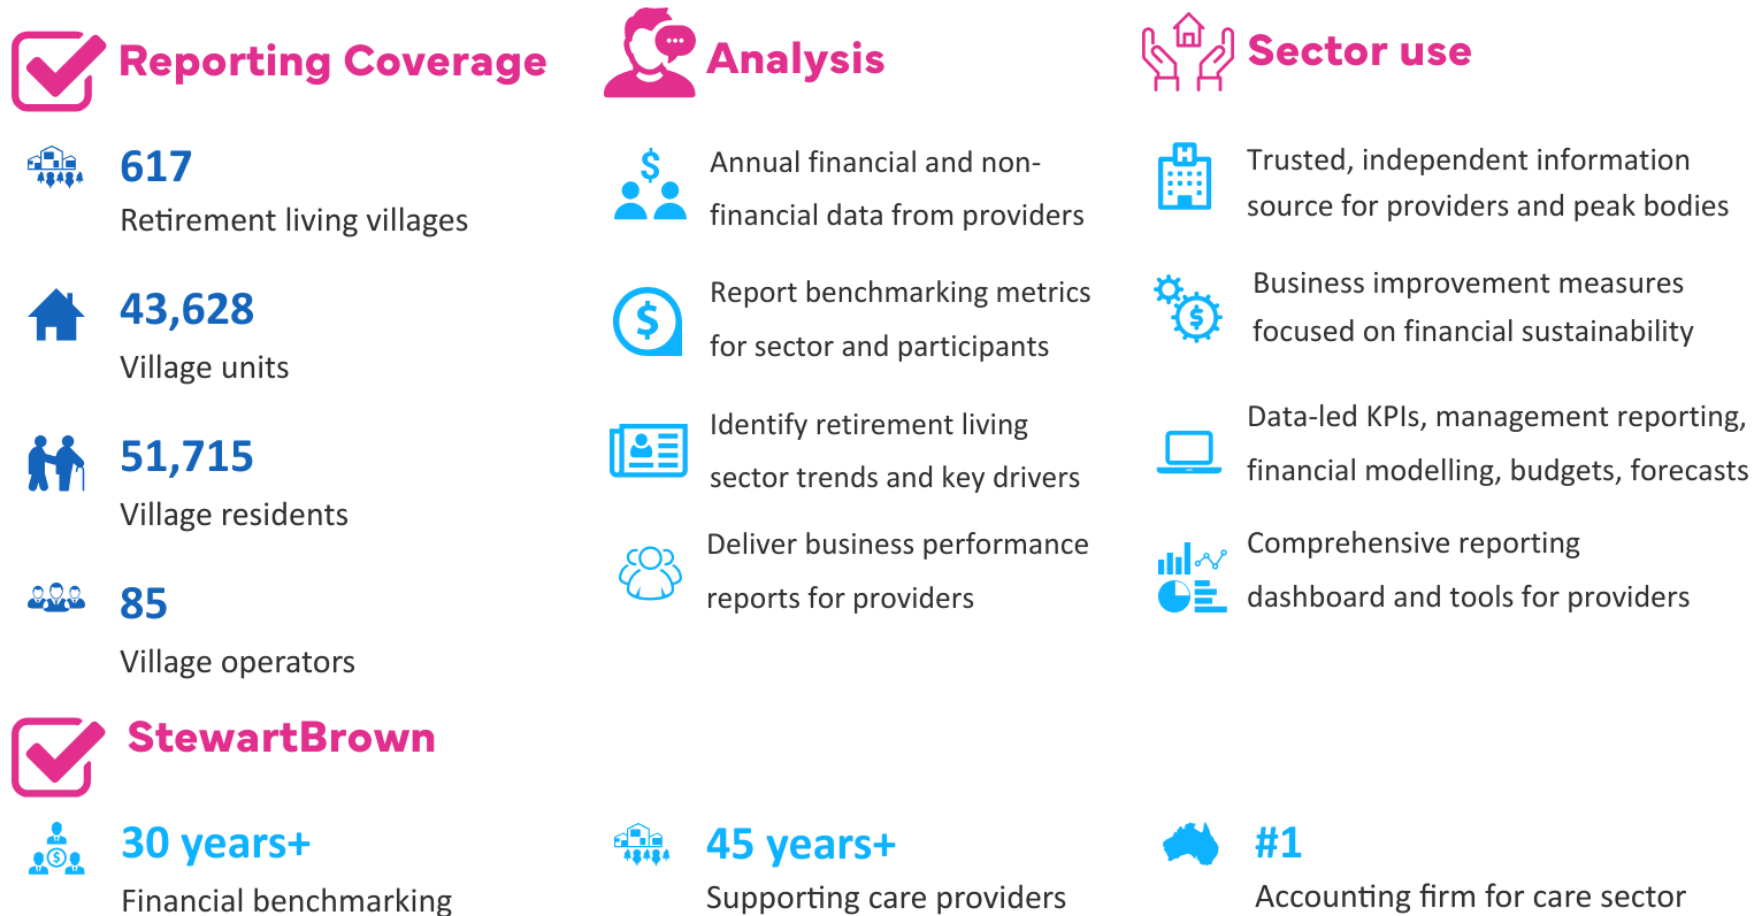 Reporting Coverage
617
Retirement living villages
43,628
Village units
51,715
Village residents
85
Village operators
Analysis
$
Annual financial and non-
financial data from providers
$
Report benchmarking metrics
for sector and participants
Identify retirement living
sector trends and key drivers
Deliver business performance
reports for providers
Sector use
H
Trusted, independent information
source for providers and peak bodies
$
Business improvement measures
focused on financial sustainability
Data-led KPIs, management reporting,
financial modelling, budgets, forecasts
Comprehensive reporting
dashboard and tools for providers
StewartBrown
$
30 years+
Financial benchmarking
45 years+
Supporting care providers
#1
Accounting firm for care sector